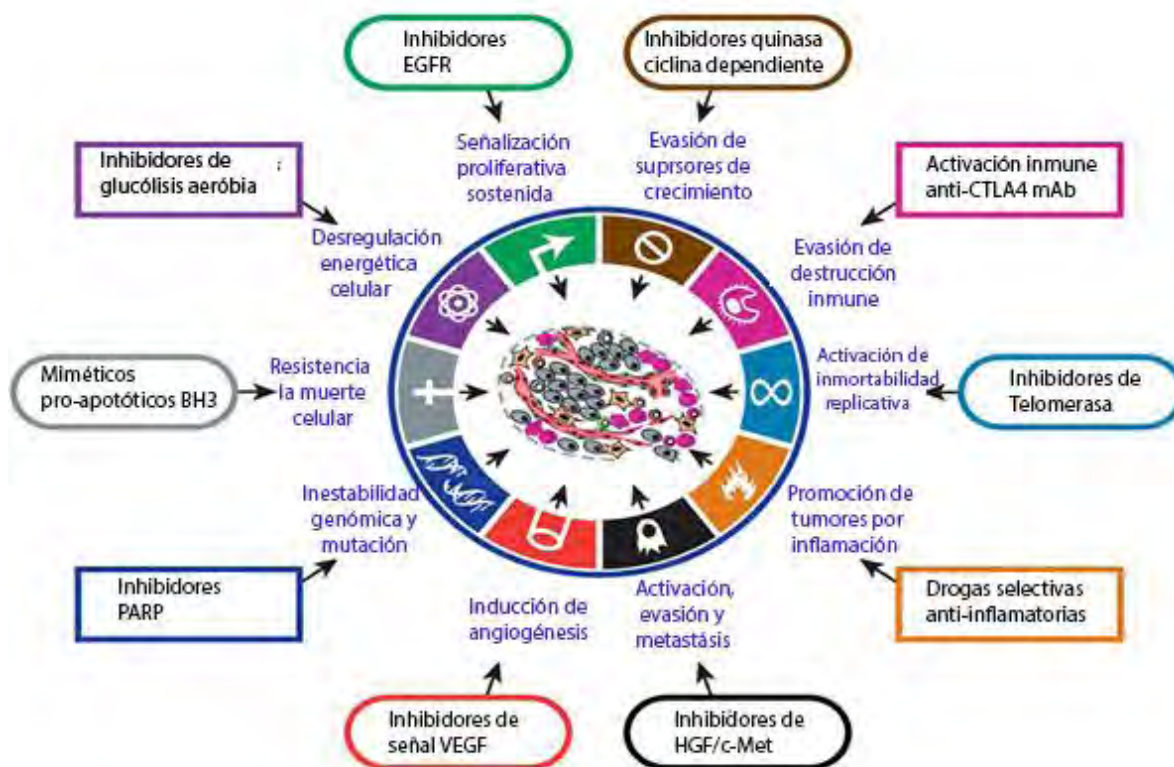 Inhibidores
EGFR
Inhibidores quinasa
ciclina dependiente
Señalización
proliferativa
sostenida
Evasión de
suprsores de
crecimiento
Inhibidores de
glucólisis aeróbia
Activación inmune
anti-CTLA4 mAb
Desregulación
energética
celular
Evasión de
destrucción
inmune
Miméticos
pro-apotóticos BH3
Resistencia
la muerte
celular
Activación de
inmortabilidad
replicativa
Inhibidores de
Telomerasa
Inestabilidad
genómica y
mutación
Promoción de
tumores por
inflamación
Inhibidores
PARP
Inducción de
angiogénesis
Activación,
evasión y
metastásis
Drogas selectivas
anti-inflamatorias
Inhibidores de
señal VEGF
Inhibidores de
HGF/c-Met